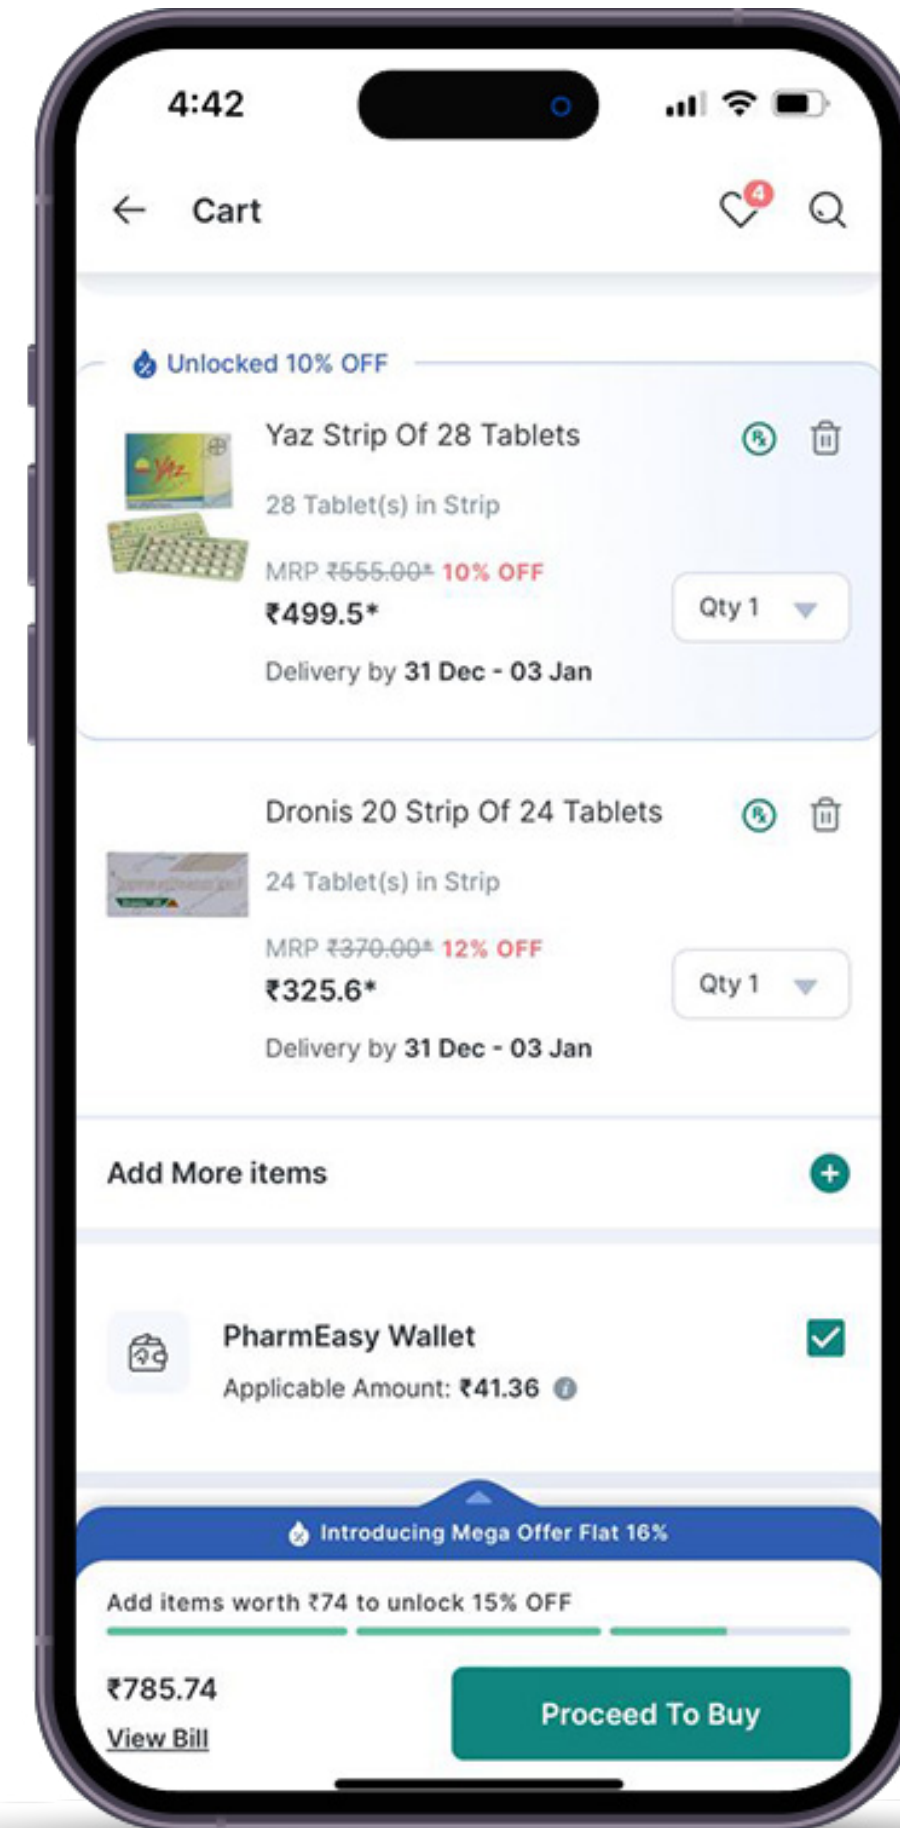 4:42
Cart
4
Unlocked 10% OFF
Yaz Strip Of 28 Tablets
28 Tablet(s) in Strip
MRP ₹555.00* 10% OFF
₹499.5*
Qty 1
Delivery by 31 Dec - 03 Jan
YAZ
Dronis 20 Strip Of 24 Tablets
24 Tablet(s) in Strip
MRP ₹370.00* 12% OFF
₹325.6*
Qty 1
Delivery by 31 Dec - 03 Jan
Add More items
PharmEasy Wallet
Applicable Amount: ₹41.36
Introducing Mega Offer Flat 16%
Add items worth ₹74 to unlock 15% OFF
₹785.74
View Bill
Proceed To Buy